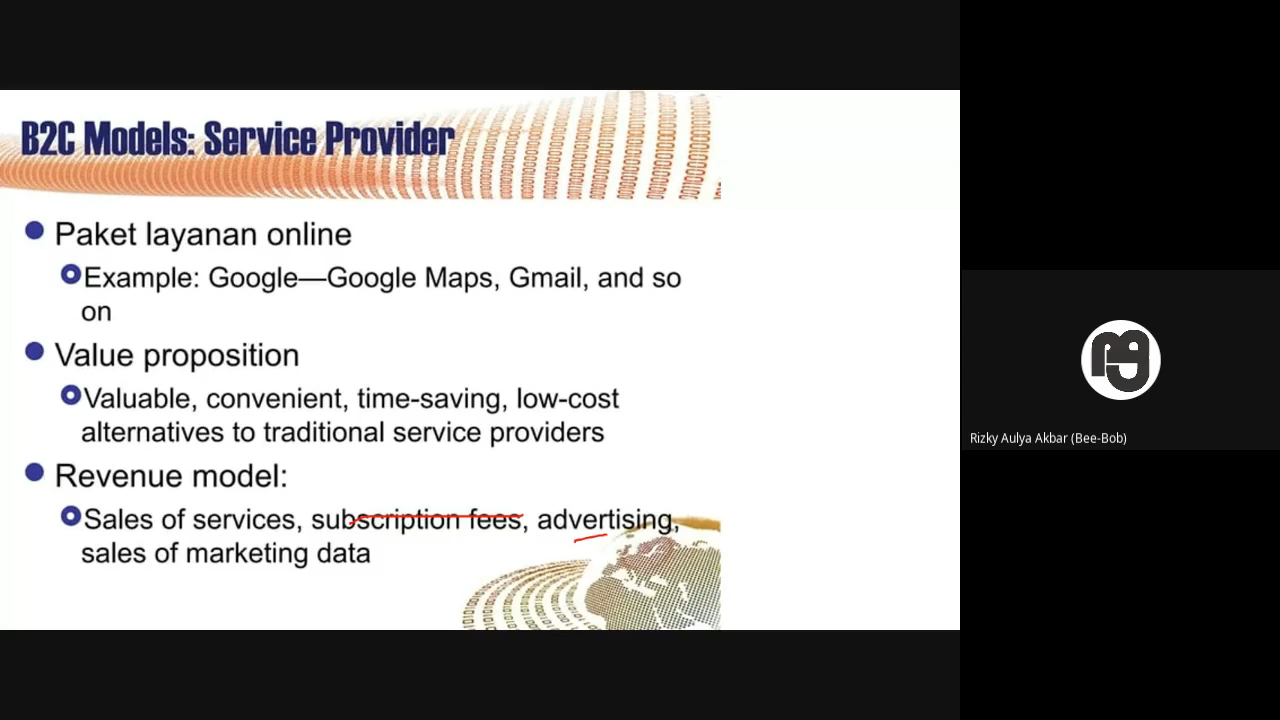 B2C Models: Service Provider
Paket layanan online
Example: Google—Google Maps, Gmail, and so
on
Value proposition
Valuable, convenient, time-saving, low-cost
alternatives to traditional service providers
Revenue model:
Sales of services, subscription fees, advertising,
sales of marketing data
Rizky Aulya Akbar (Bee-Bob)